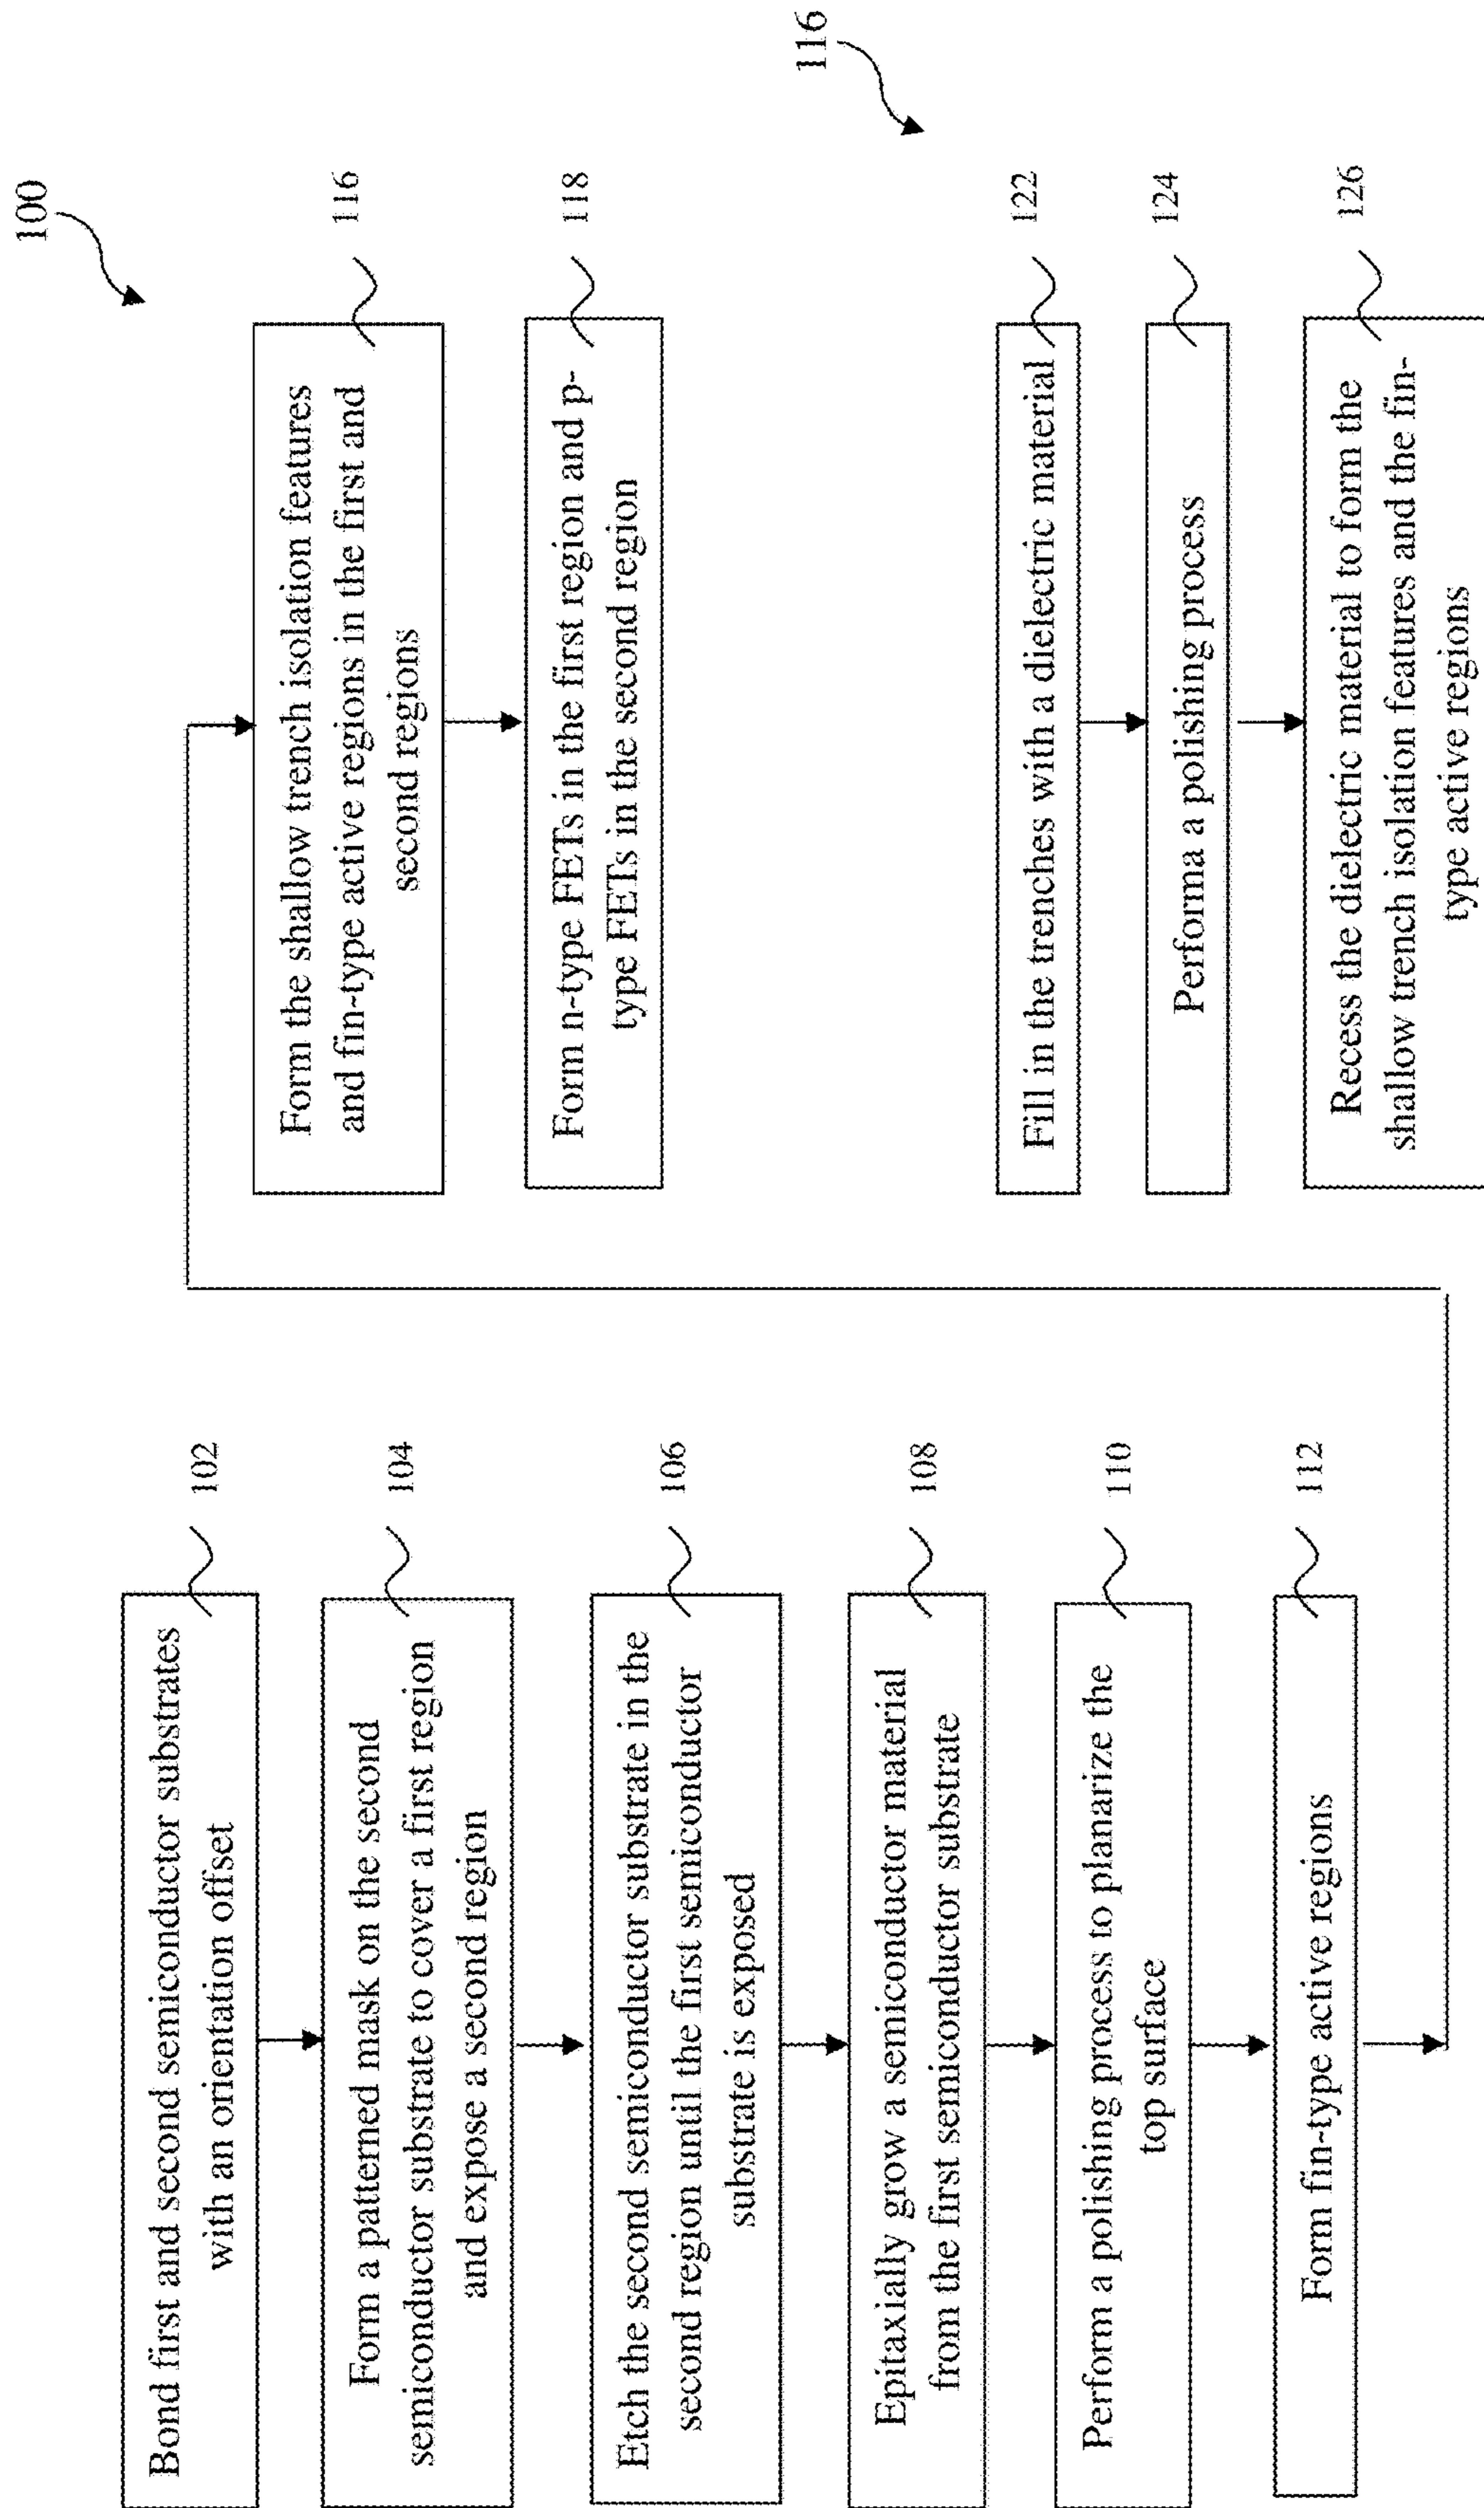 100
Bond first and second semiconductor substrates
with an orientation offset
102
Form a patterned mask on the second
semiconductor substrate to cover a first region
and expose a second region
104
Etch the second semiconductor substrate in the
second region until the first semiconductor
substrate is exposed
106
Epitaxially grow a semiconductor material
from the first semiconductor substrate
108
Perform a polishing process to planarize the
top surface
110
Form fin-type active regions
112
Form the shallow trench isolation features
and fin-type active regions in the first and
second regions
116
Form n-type FETs in the first region and p-
type FETs in the second region
118
116
Fill in the trenches with a dielectric material
122
Performa a polishing process
124
Recess the dielectric material to form the
shallow trench isolation features and the fin-
type active regions
126